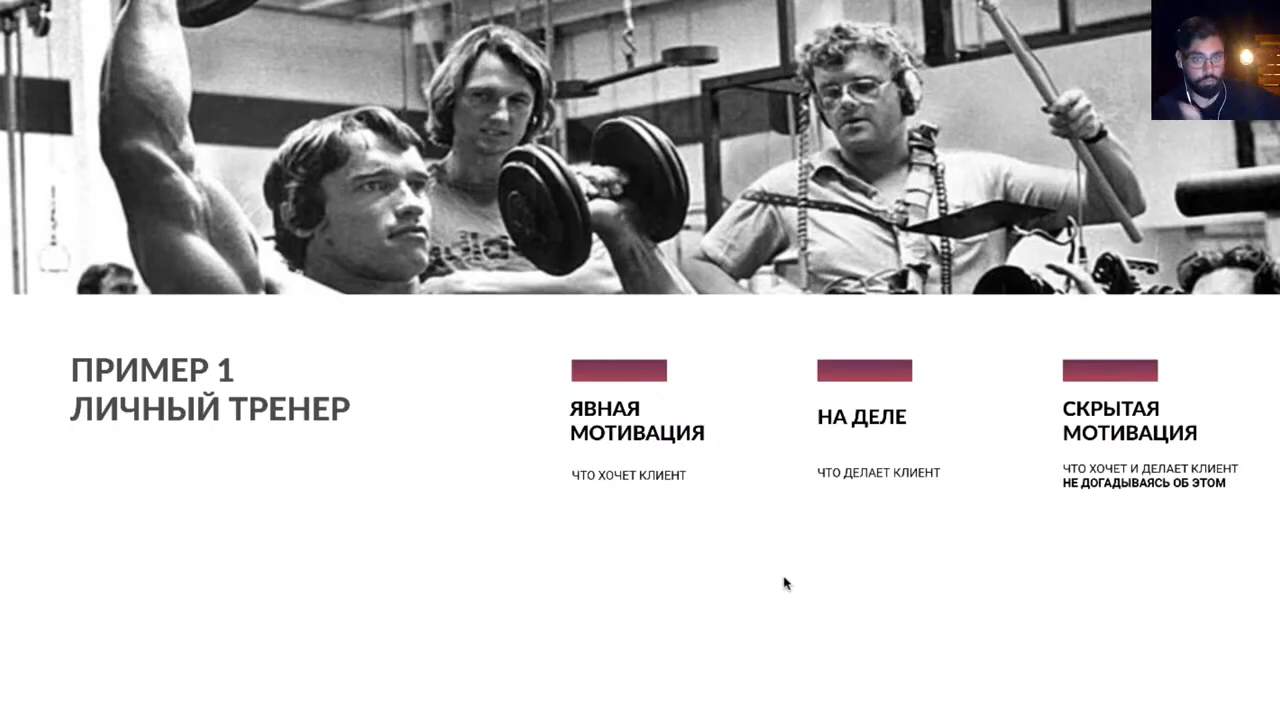 ПРИМЕР 1
ЛИЧНЫЙ ТРЕНЕР
ЯВНАЯ
МОТИВАЦИЯ
ЧТО ХОЧЕТ КЛИЕНТ
НА ДЕЛЕ
ЧТО ДЕЛАЕТ КЛИЕНТ
СКРЫТАЯ
МОТИВАЦИЯ
ЧТО ХОЧЕТ И ДЕЛАЕТ КЛИЕНТ
НЕ ДОГАДЫВАЯСЬ ОБ ЭТОМ